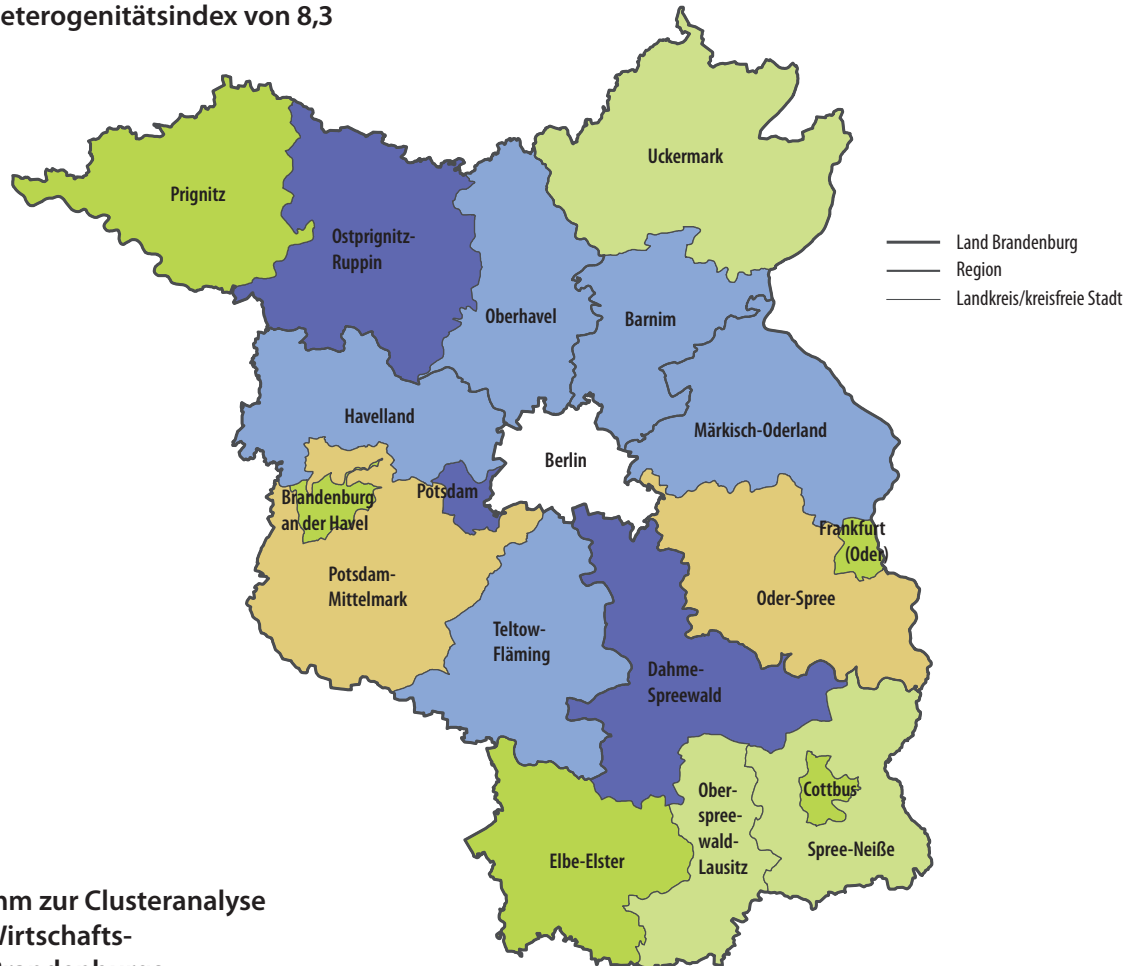 eterogenitätsindex von 8,3
Uckermark
Prignitz
Ostprignitz-
Ruppin
Land Brandenburg
Region
Landkreis/kreisfreie Stadt
Oberhavel
Barnim
Havelland
Märkisch-Oderland
Berlin
Potsdam
Brandenburg
an der Havel
Frankfurt
(Oder)
Potsdam-
Mittelmark
Oder-Spree
Teltow-
Fläming
Dahme-
Spreewald
Ober-
spree-
wald-
Lausitz
Cottbus
Spree-Neiße
Elbe-Elster
mm zur Clusteranalyse
Wirtschafts-